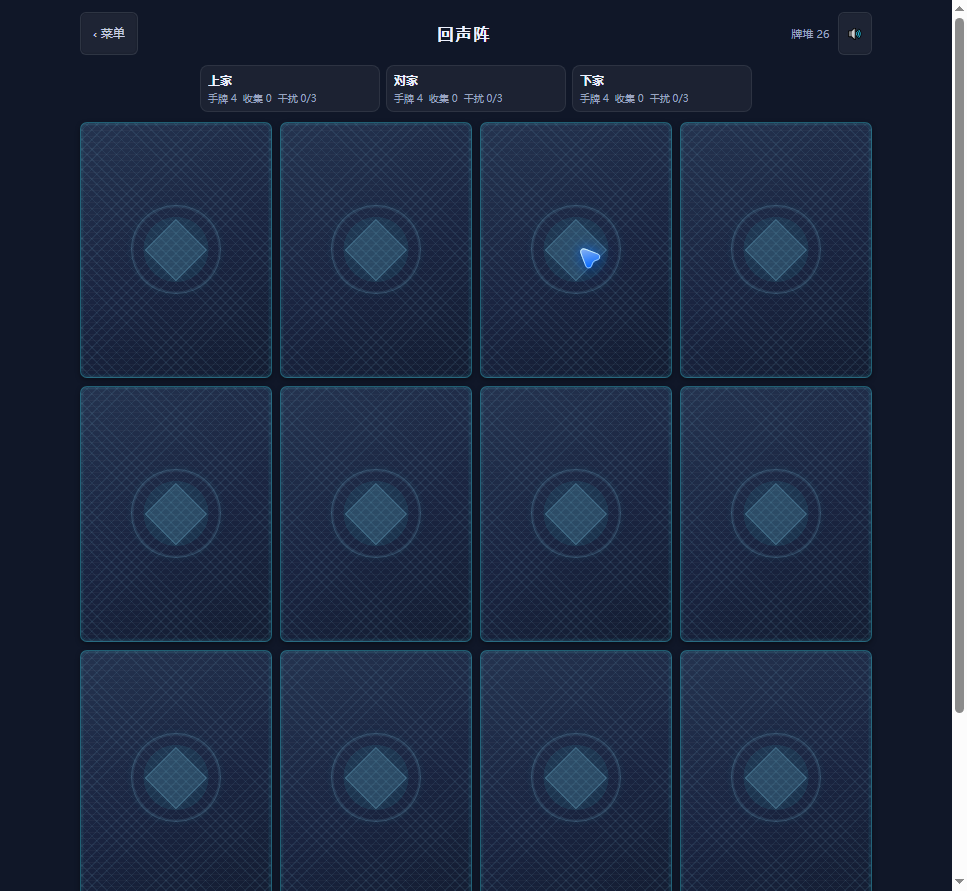 ‹ 菜单
回声阵
牌堆 26
上家
手牌 4 收集 0 干扰 0/3
对家
手牌 4 收集 0 干扰 0/3
下家
手牌 4 收集 0 干扰 0/3